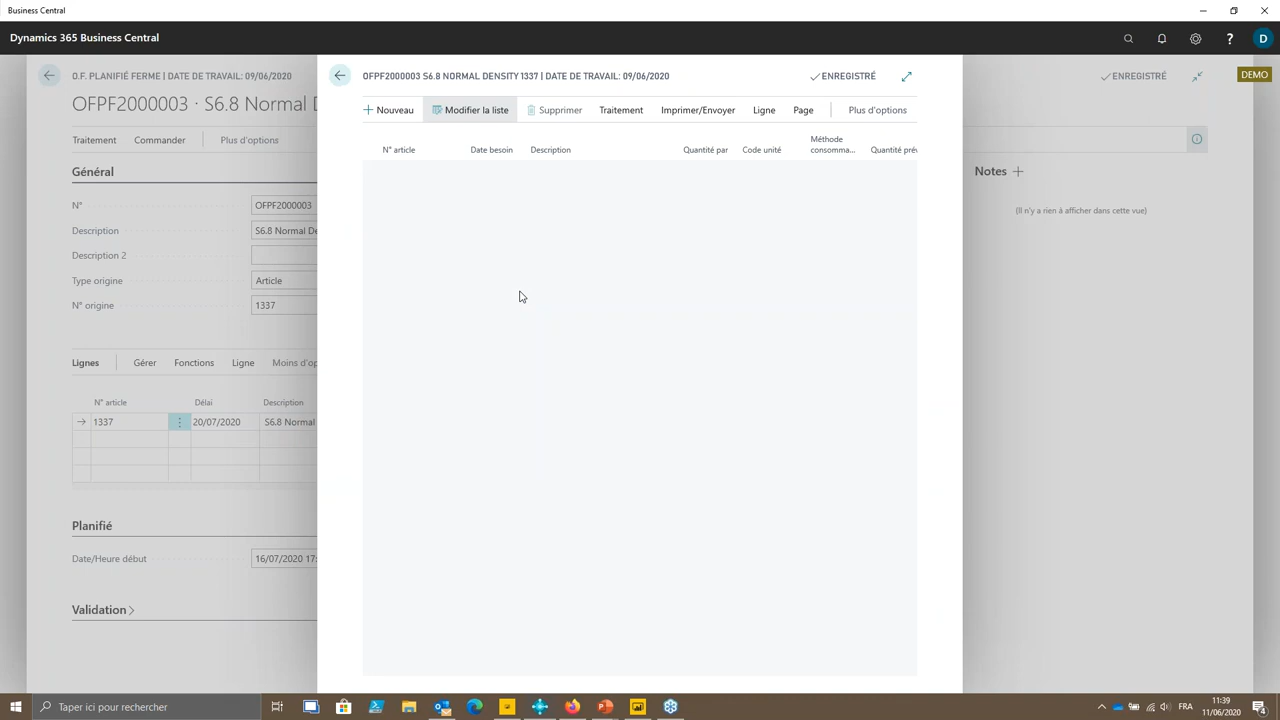 Business Central
Dynamics 365 Business Central
?
D
O.F. PLANIFIÉ FERME | DATE DE TRAVAIL: 09/06/2020
ENREGISTRÉ
DEMO
OFPF2000003 · S6.8 Normal D
Traitement Commander Plus d'options
Général
N° OFPF2000003
Description S6.8 Normal De
Description 2
Type origine Article
N° origine 1337
Lignes Gérer Fonctions Ligne Moins d'op
N° article Délai Description
1337 20/07/2020 S6.8 Normal
Planifié
Date/Heure début 16/07/2020 17:
Validation
OFPF2000003 S6.8 NORMAL DENSITY 1337 | DATE DE TRAVAIL: 09/06/2020
ENREGISTRÉ
Nouveau Modifier la liste Supprimer Traitement Imprimer/Envoyer Ligne Page Plus d'options
N° article Date besoin Description Quantité par Code unité Méthode consomma... Quantité prév
Notes
(Il n'y a rien à afficher dans cette vue)
Taper ici pour rechercher
FRA
11:39
11/06/2020
4